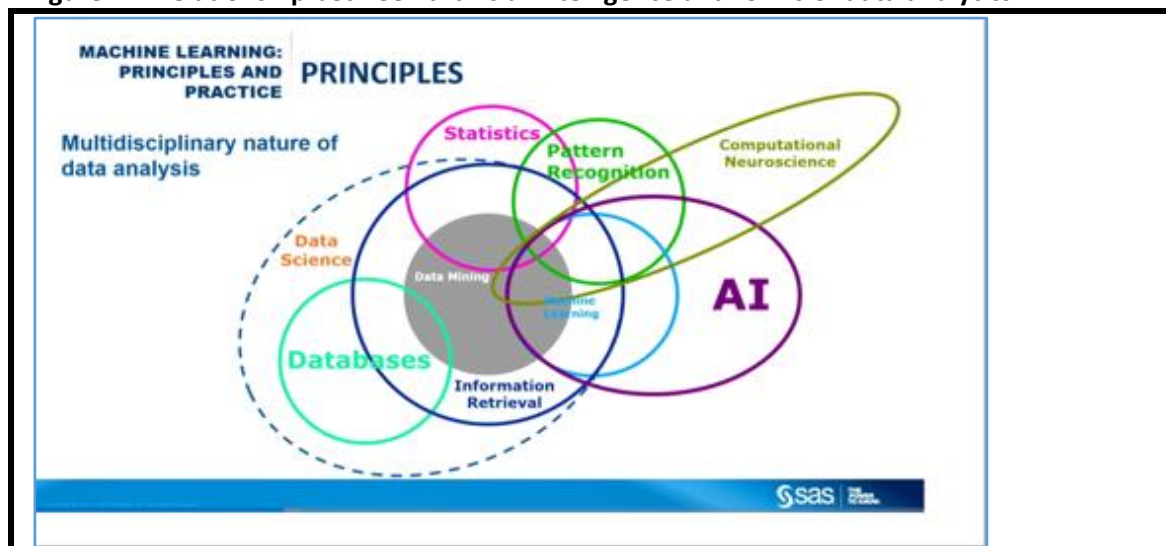 MACHINE LEARNING:
PRINCIPLES AND
PRACTICE
PRINCIPLES
Multidisciplinary nature of
data analysis
Statistics
Pattern
Recognition
Computational
Neuroscience
Data
Science
Data Mining
Machine
Learning
AI
Databases
Information
Retrieval
sas